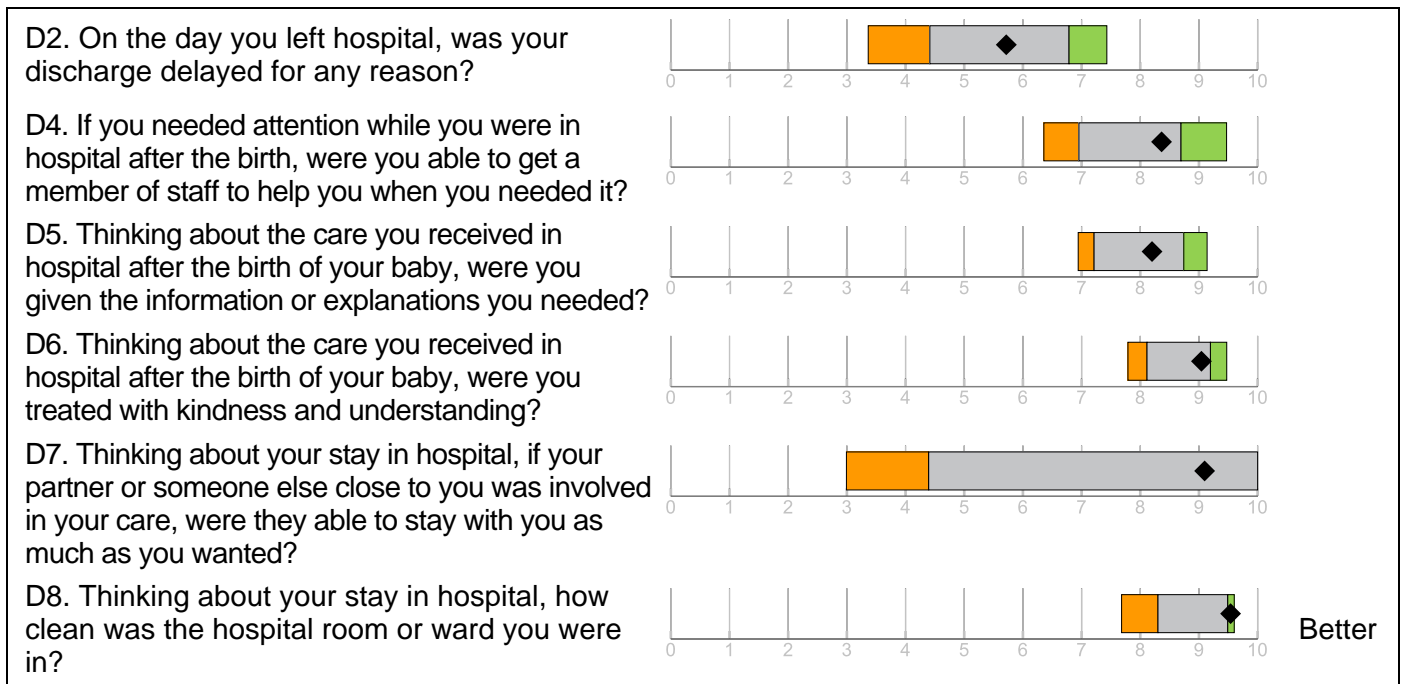 D2. On the day you left hospital, was your
discharge delayed for any reason?
0 1 2 3 4 5 6 7 8 9 10
D4. If you needed attention while you were in
hospital after the birth, were you able to get a
member of staff to help you when you needed it?
0 1 2 3 4 5 6 7 8 9 10
D5. Thinking about the care you received in
hospital after the birth of your baby, were you
given the information or explanations you needed?
0 1 2 3 4 5 6 7 8 9 10
D6. Thinking about the care you received in
hospital after the birth of your baby, were you
treated with kindness and understanding?
0 1 2 3 4 5 6 7 8 9 10
D7. Thinking about your stay in hospital, if your
partner or someone else close to you was involved
in your care, were they able to stay with you as
much as you wanted?
0 1 2 3 4 5 6 7 8 9 10
D8. Thinking about your stay in hospital, how
clean was the hospital room or ward you were
in?
0 1 2 3 4 5 6 7 8 9 10
Better